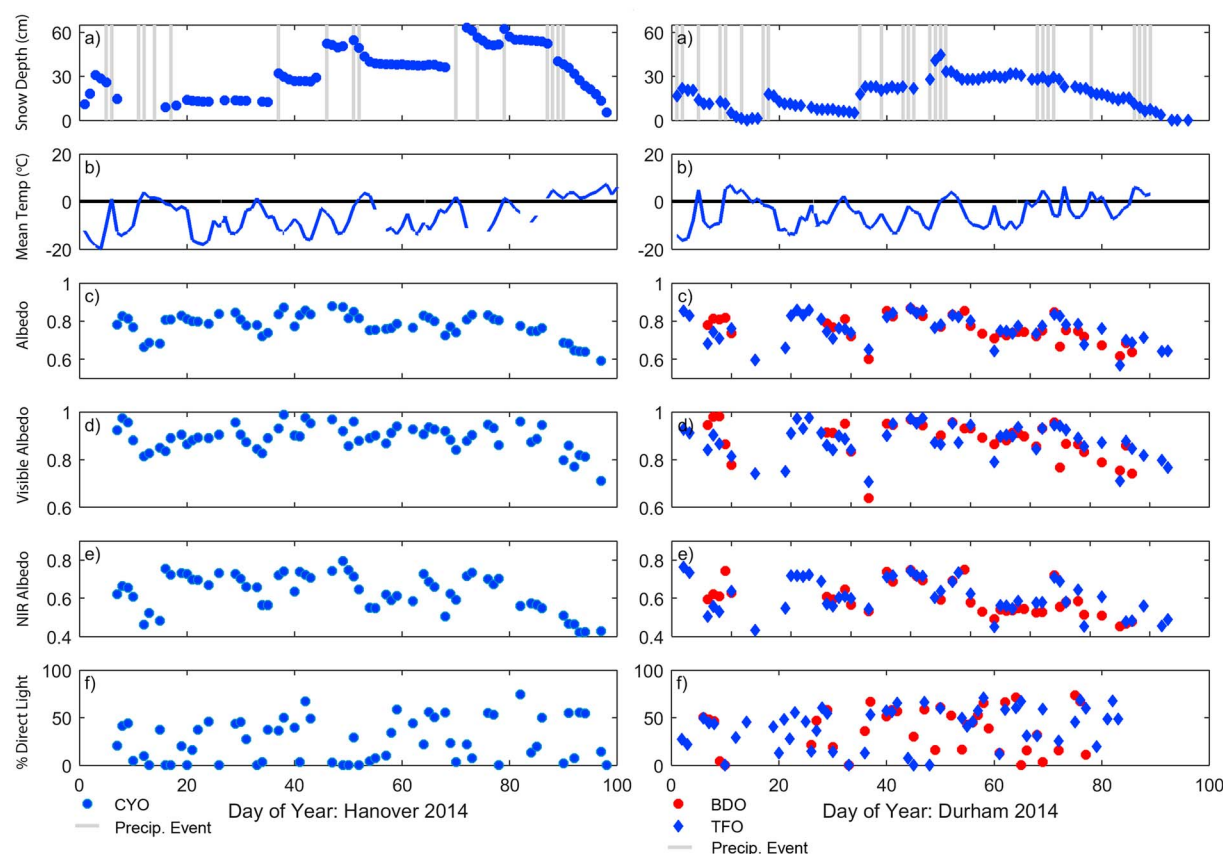 Snow Depth (cm)
60
30
0
a)
60
30
0
a)
Mean Temp (ºC)
20
0
-20
b)
20
0
-20
b)
Albedo
1
0.8
0.6
c)
1
0.8
0.6
c)
Visible Albedo
1
0.8
0.6
d)
1
0.8
0.6
d)
NIR Albedo
0.8
0.6
0.4
e)
0.8
0.6
0.4
e)
% Direct Light
100
50
0
f)
100
50
0
f)
0 20 40 60 80 100
0 20 40 60 80 100
CYO
Precip. Event
Day of Year: Hanover 2014
BDO
TFO
Precip. Event
Day of Year: Durham 2014